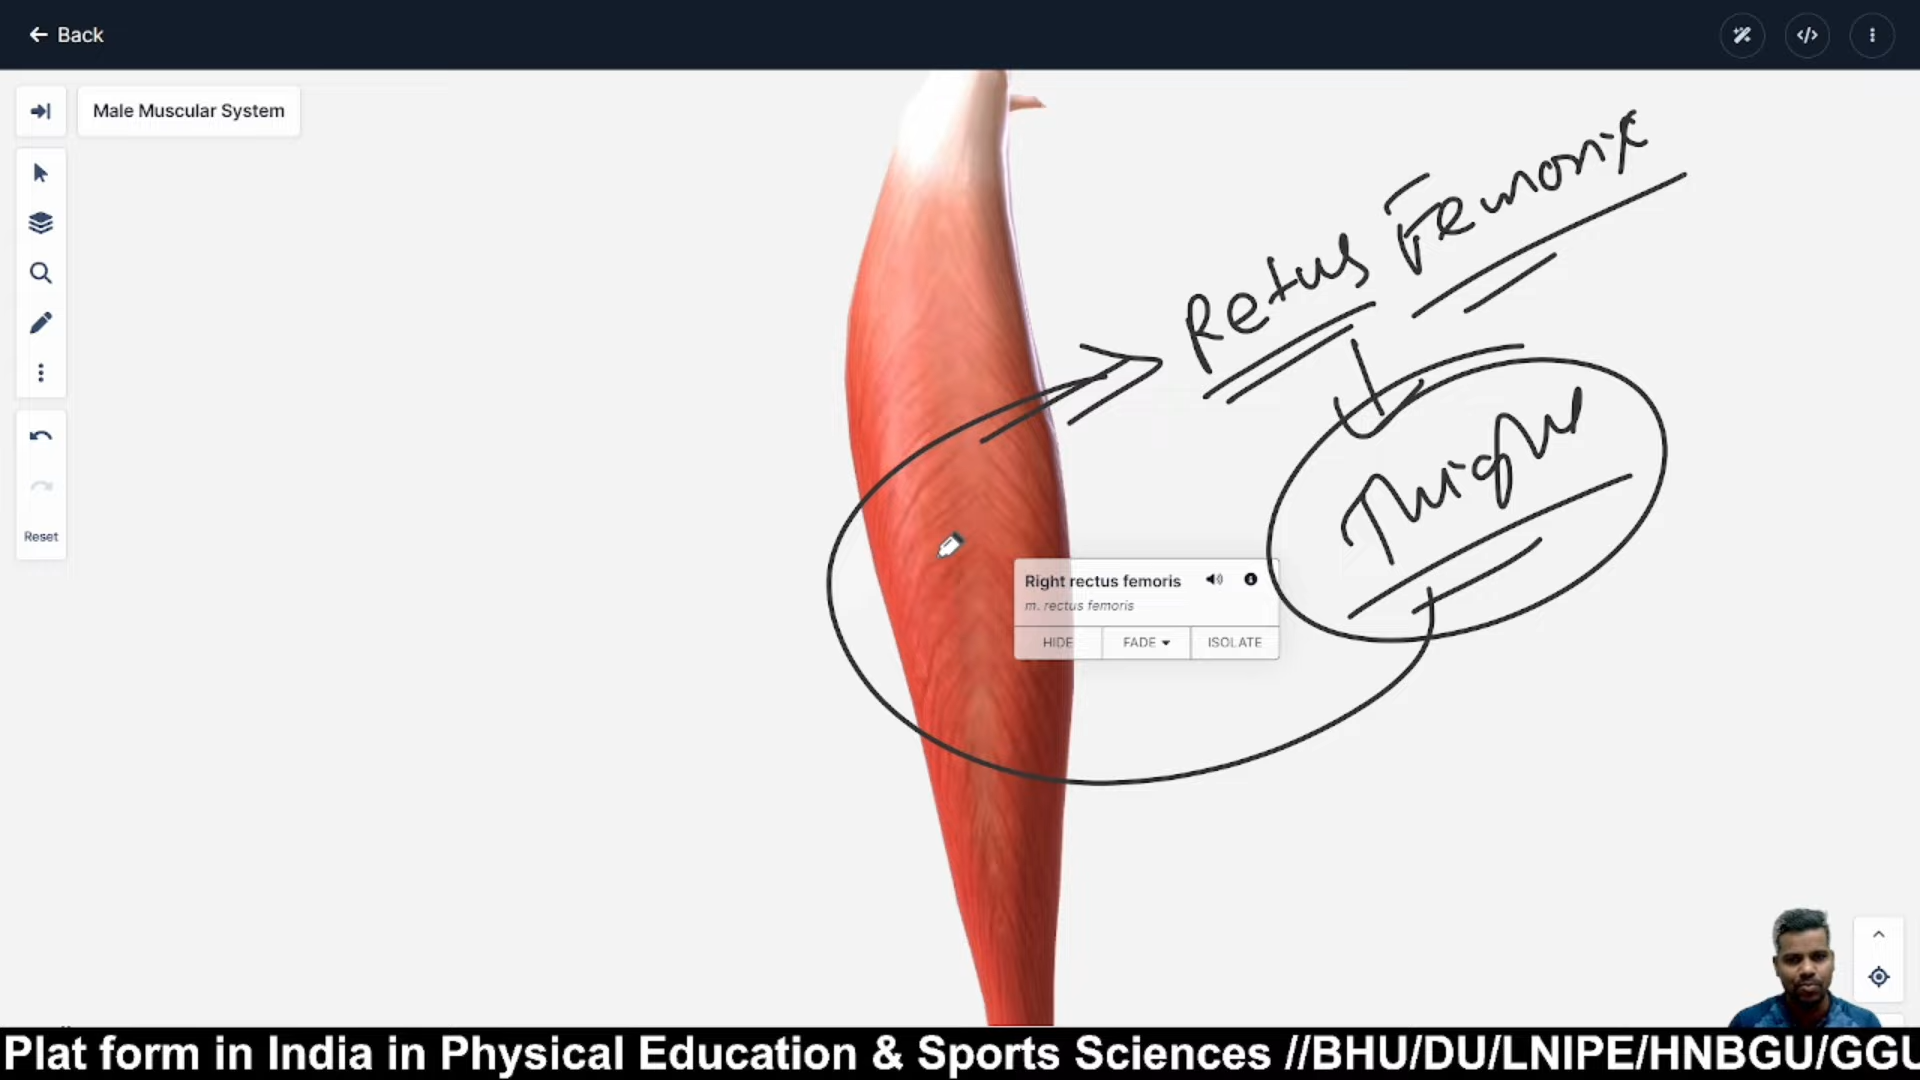 Back
Male Muscular System
Retus Femorix
Thigh
Right rectus femoris
m. rectus femoris
HIDE FADE ISOLATE
Reset
Plat form in India in Physical Education & Sports Sciences //BHU/DU/LNIPE/HNBGU/GGU